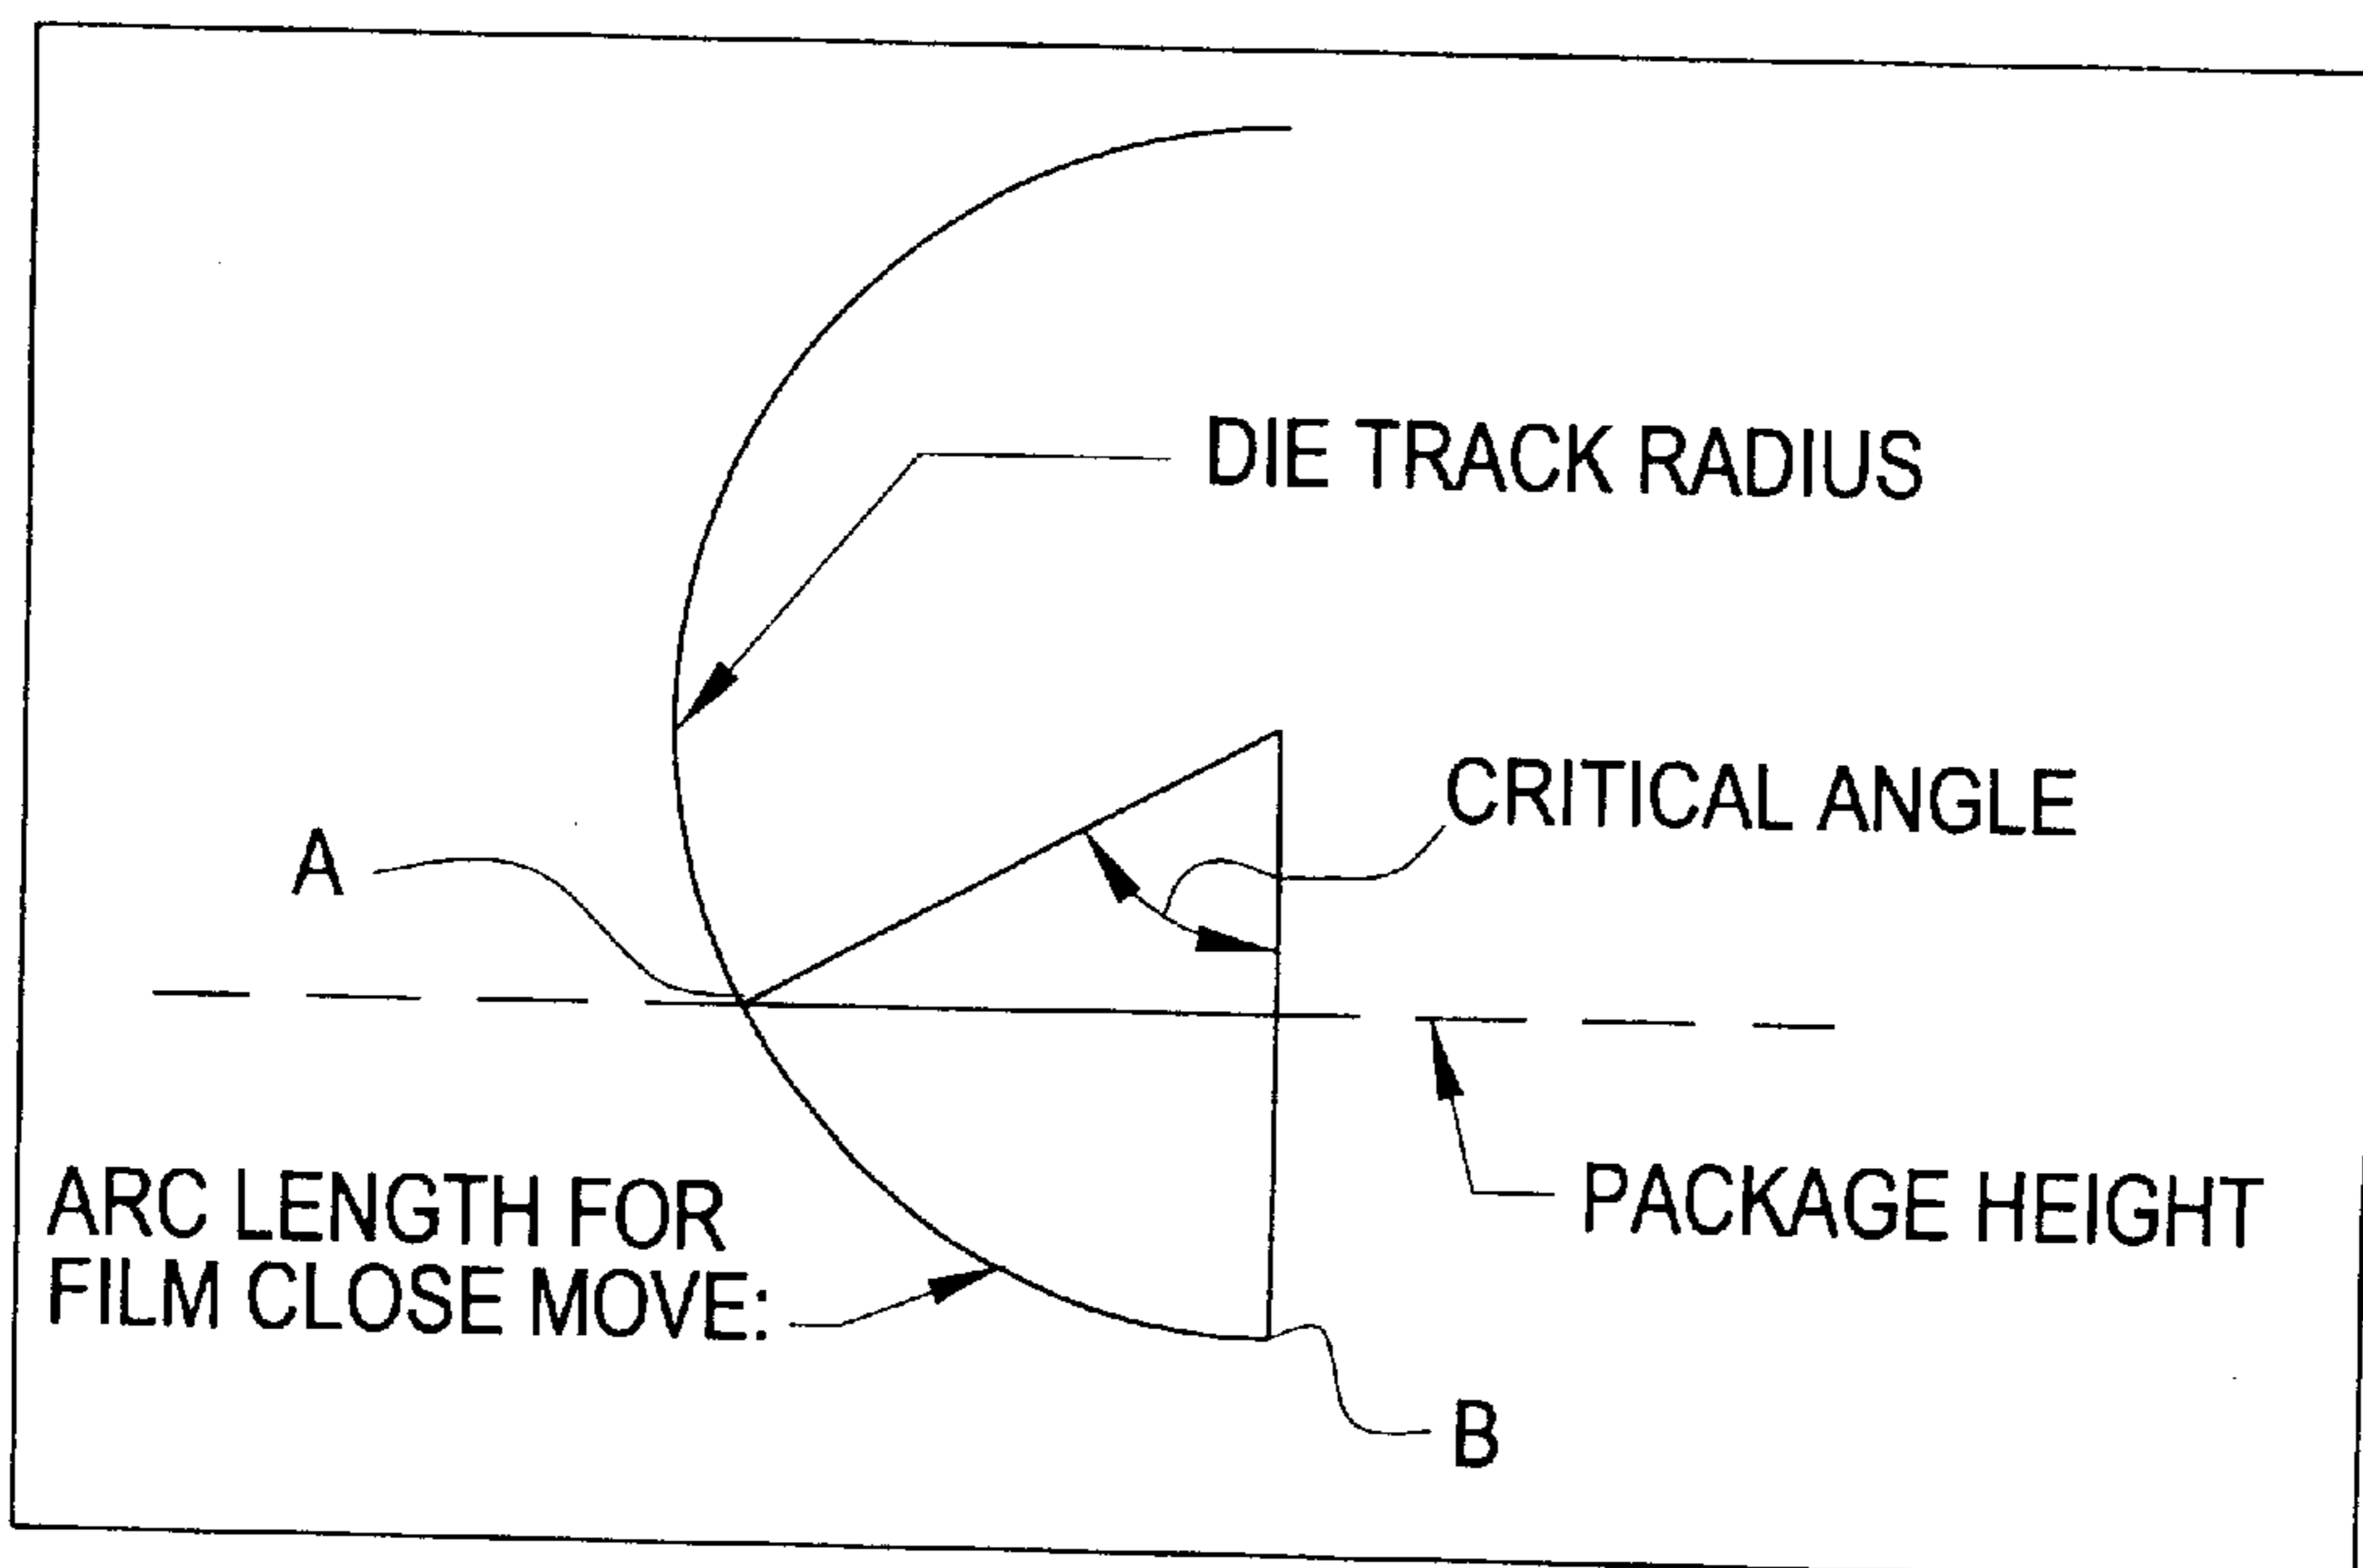 DIE TRACK RADIUS
CRITICAL ANGLE
A
PACKAGE HEIGHT
ARC LENGTH FOR
FILM CLOSE MOVE:
B